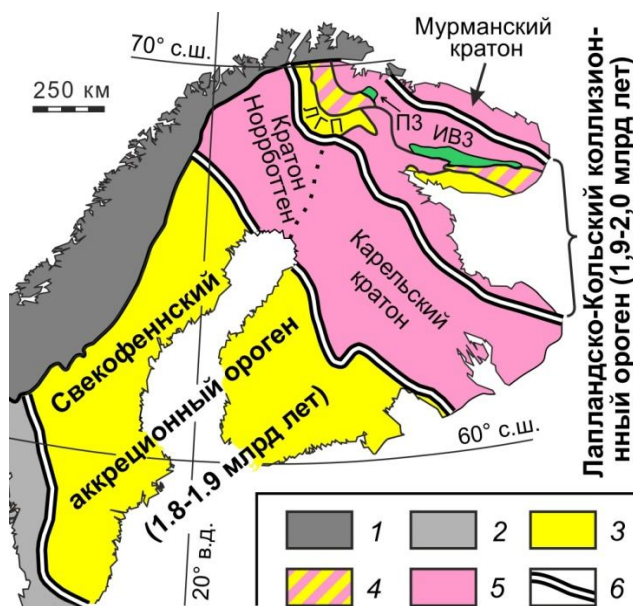 70° с.ш.
Мурманский
кратон
250 км
П3
ИВ3
ЛГП
Кратон
Норрботтен
Карельский
кратон
Свекофеннский
аккреционный ороген
(1.8-1.9 млрд лет)
Лапландско-Кольский коллизион-
нный ороген (1,9-2,0 млрд лет)
60° с.ш.
20° в.д.
1
2
3
4
5
6